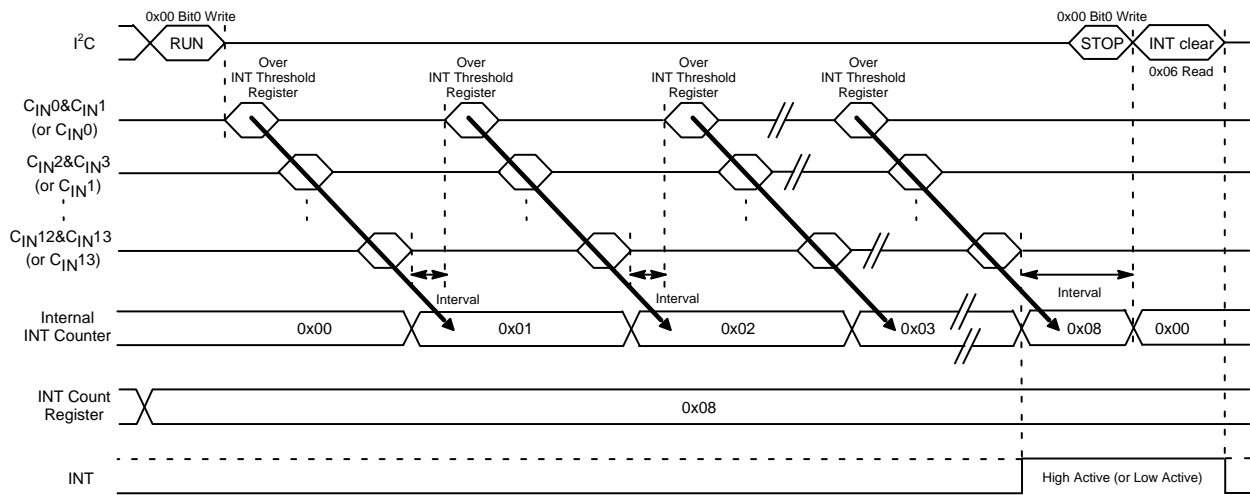 0x00 Bit0 Write
0x00 Bit0 Write
I2C
RUN
STOP
INT clear
0x06 Read
Over
INT Threshold
Register
Over
INT Threshold
Register
Over
INT Threshold
Register
Over
INT Threshold
Register
CIN0&CIN1
(or CIN0)
CIN2&CIN3
(or CIN1)
CIN12&CIN13
(or CIN13)
Interval
Interval
Interval
Internal
INT Counter
0x00
0x01
0x02
0x03
0x08
0x00
INT Count
Register
0x08
INT
High Active (or Low Active)